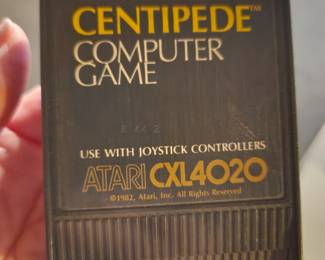 CENTIPEDE™
COMPUTER
GAME
USE WITH JOYSTICK CONTROLLERS
ATARI CXL4020
©1982, Atari, Inc. All Rights Reserved